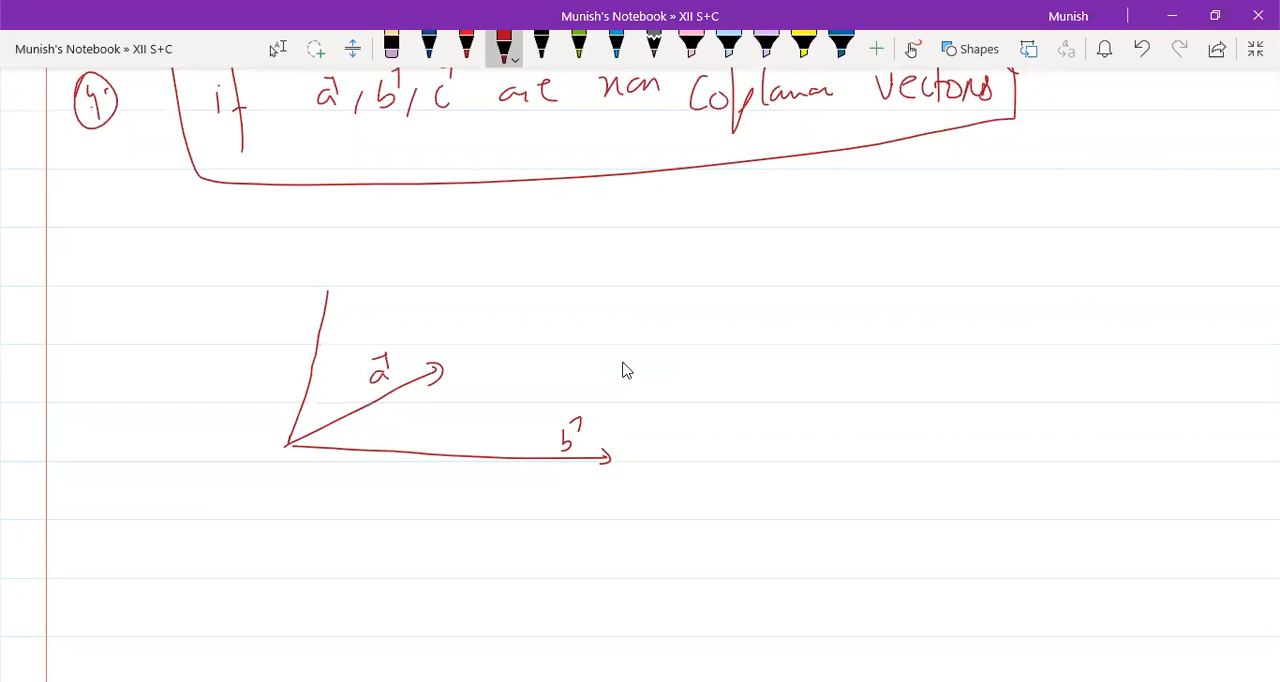 Munish's Notebook » XII S+C
Munish
Munish's Notebook » XII S+C
Shapes
4. if a⃗, b⃗, c⃗ are non coplanar vectors
a⃗
b⃗